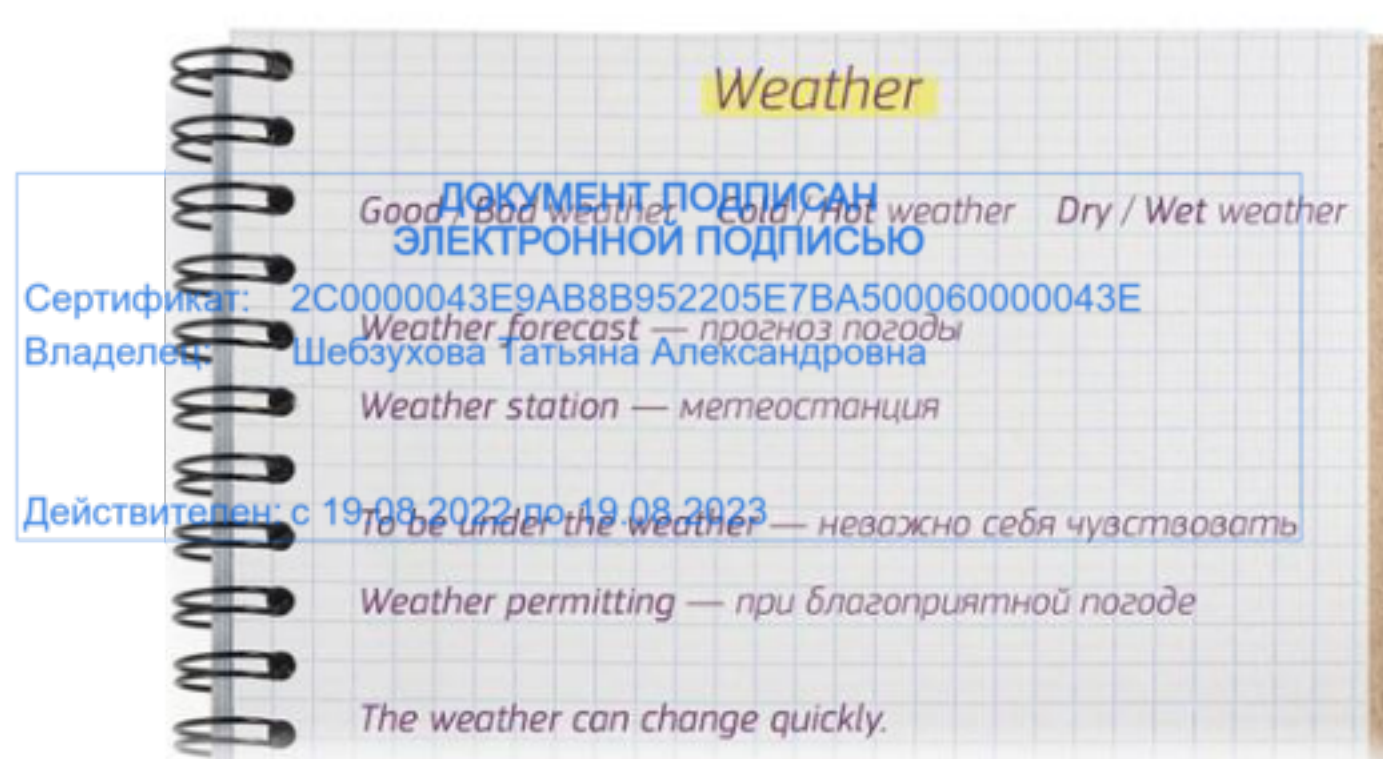 Weather
ДОКУМЕНТ ПОДПИСАН
Good / Bad weather Cold / Hot weather Dry / Wet weather
ЭЛЕКТРОННОЙ ПОДПИСЬЮ
Сертификат: 2C0000043E9AB8B952205E7BA500060000043E
Weather forecast — прогноз погоды
Владелец: Шебзухова Татьяна Александровна
Weather station — метеостанция
Действителен: с 19.08.2022 по 19.08.2023
To be under the weather — неважно себя чувствовать
Weather permitting — при благоприятной погоде
The weather can change quickly.